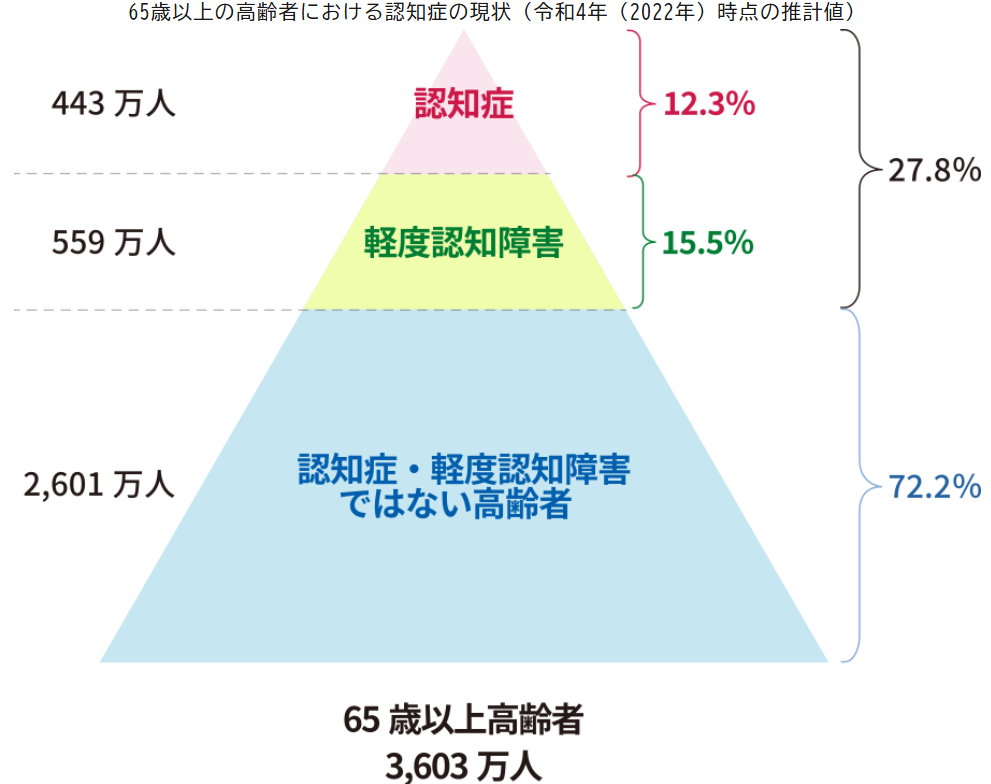 65歳以上の高齢者における認知症の現状（令和4年（2022年）時点の推計値）
443 万人
認知症
12.3%
27.8%
559 万人
軽度認知障害
15.5%
2,601 万人
認知症・軽度認知障害
ではない高齢者
72.2%
65 歳以上高齢者
3,603 万人